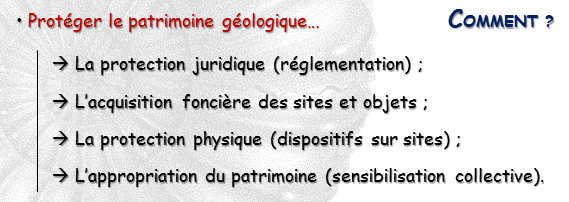 • Protéger le patrimoine géologique... COMMENT ?
→ La protection juridique (réglementation) ;
→ L'acquisition foncière des sites et objets ;
→ La protection physique (dispositifs sur sites) ;
→ L'appropriation du patrimoine (sensibilisation collective).